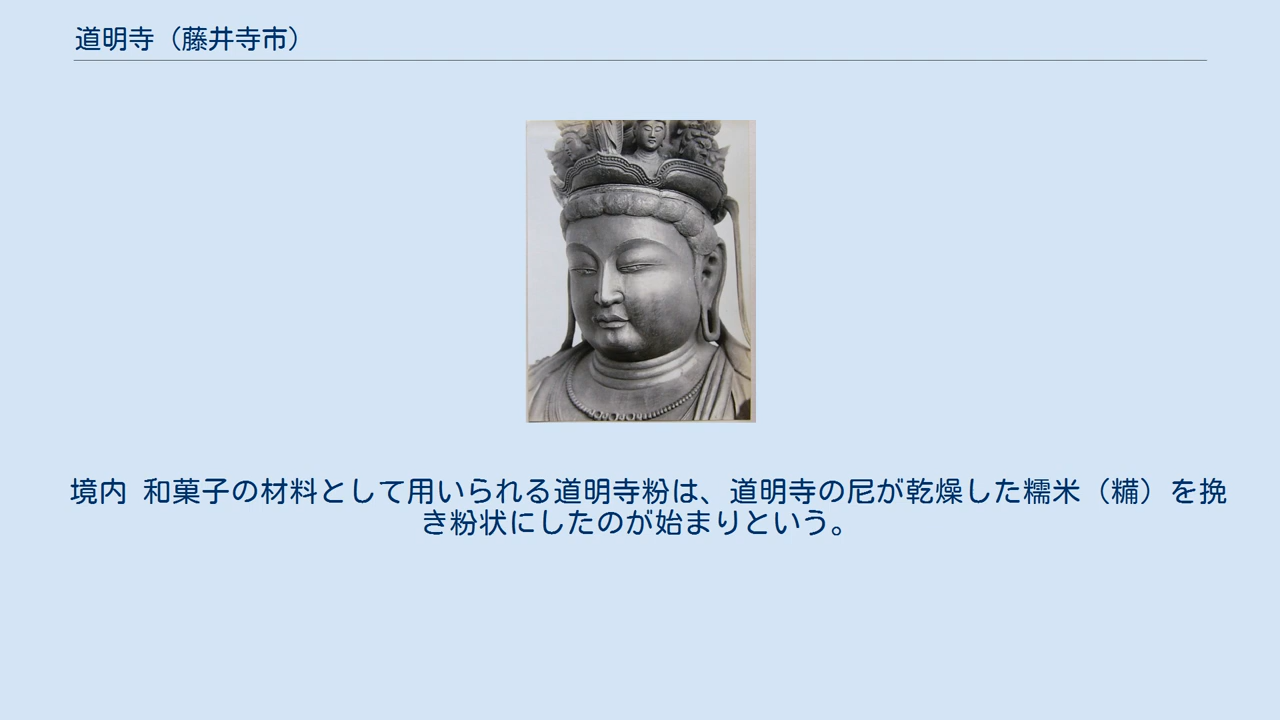 道明寺（藤井寺市）
境内 和菓子の材料として用いられる道明寺粉は、道明寺の尼が乾燥した糯米（糒）を挽
き粉状にしたのが始まりという。